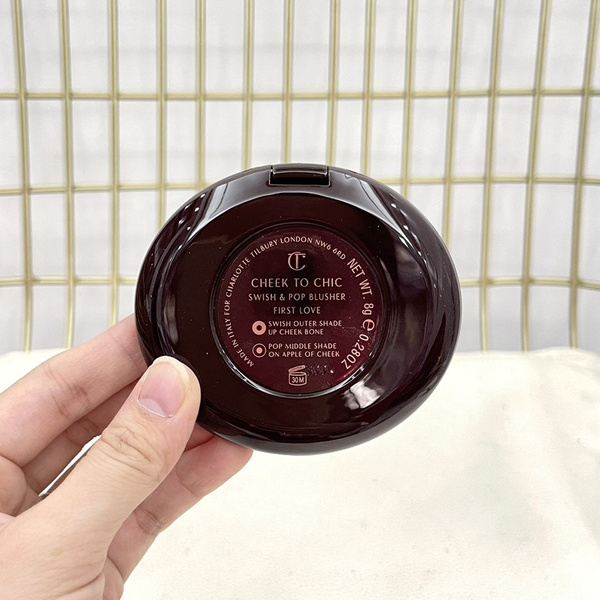 MADE IN ITALY FOR CHARLOTTE TILBURY LONDON NW6 6RD
NET WT. 8g ℮ 0.28OZ
CT
CHEEK TO CHIC
SWISH & POP BLUSHER
FIRST LOVE
SWISH OUTER SHADE
UP CHEEK BONE
POP MIDDLE SHADE
ON APPLE OF CHEEK
30M